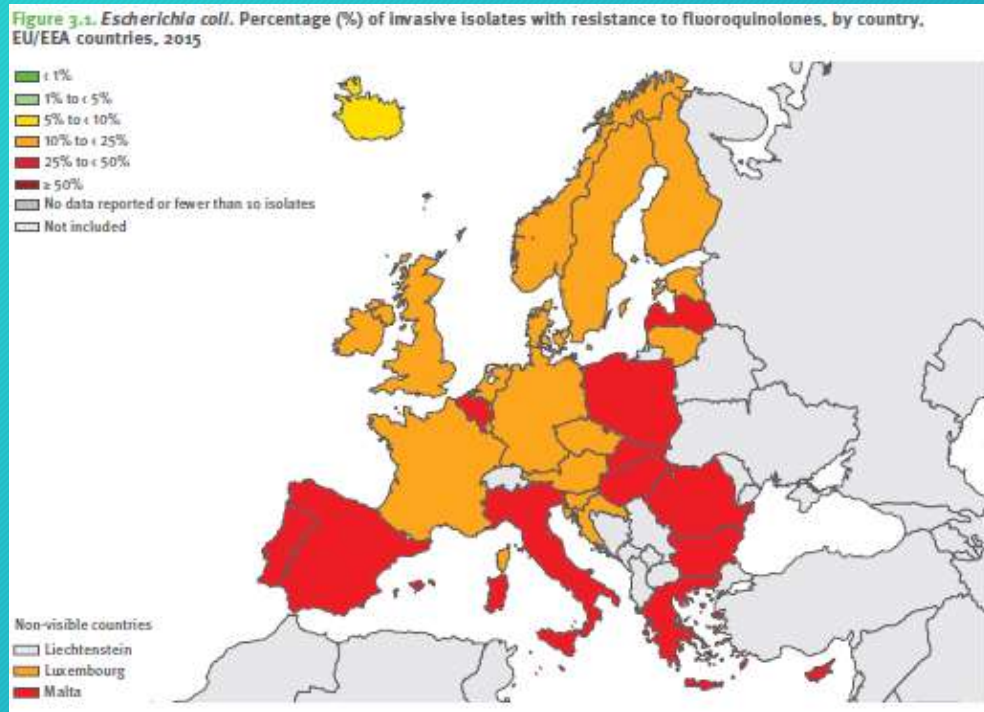 Figure 3.1. Escherichia coli. Percentage (%) of invasive isolates with resistance to fluoroquinolones, by country,
EU/EEA countries, 2015
< 1%
1% to < 5%
5% to < 10%
10% to < 25%
25% to < 50%
≥ 50%
No data reported or fewer than 10 isolates
Not included
Non-visible countries
Liechtenstein
Luxembourg
Malta